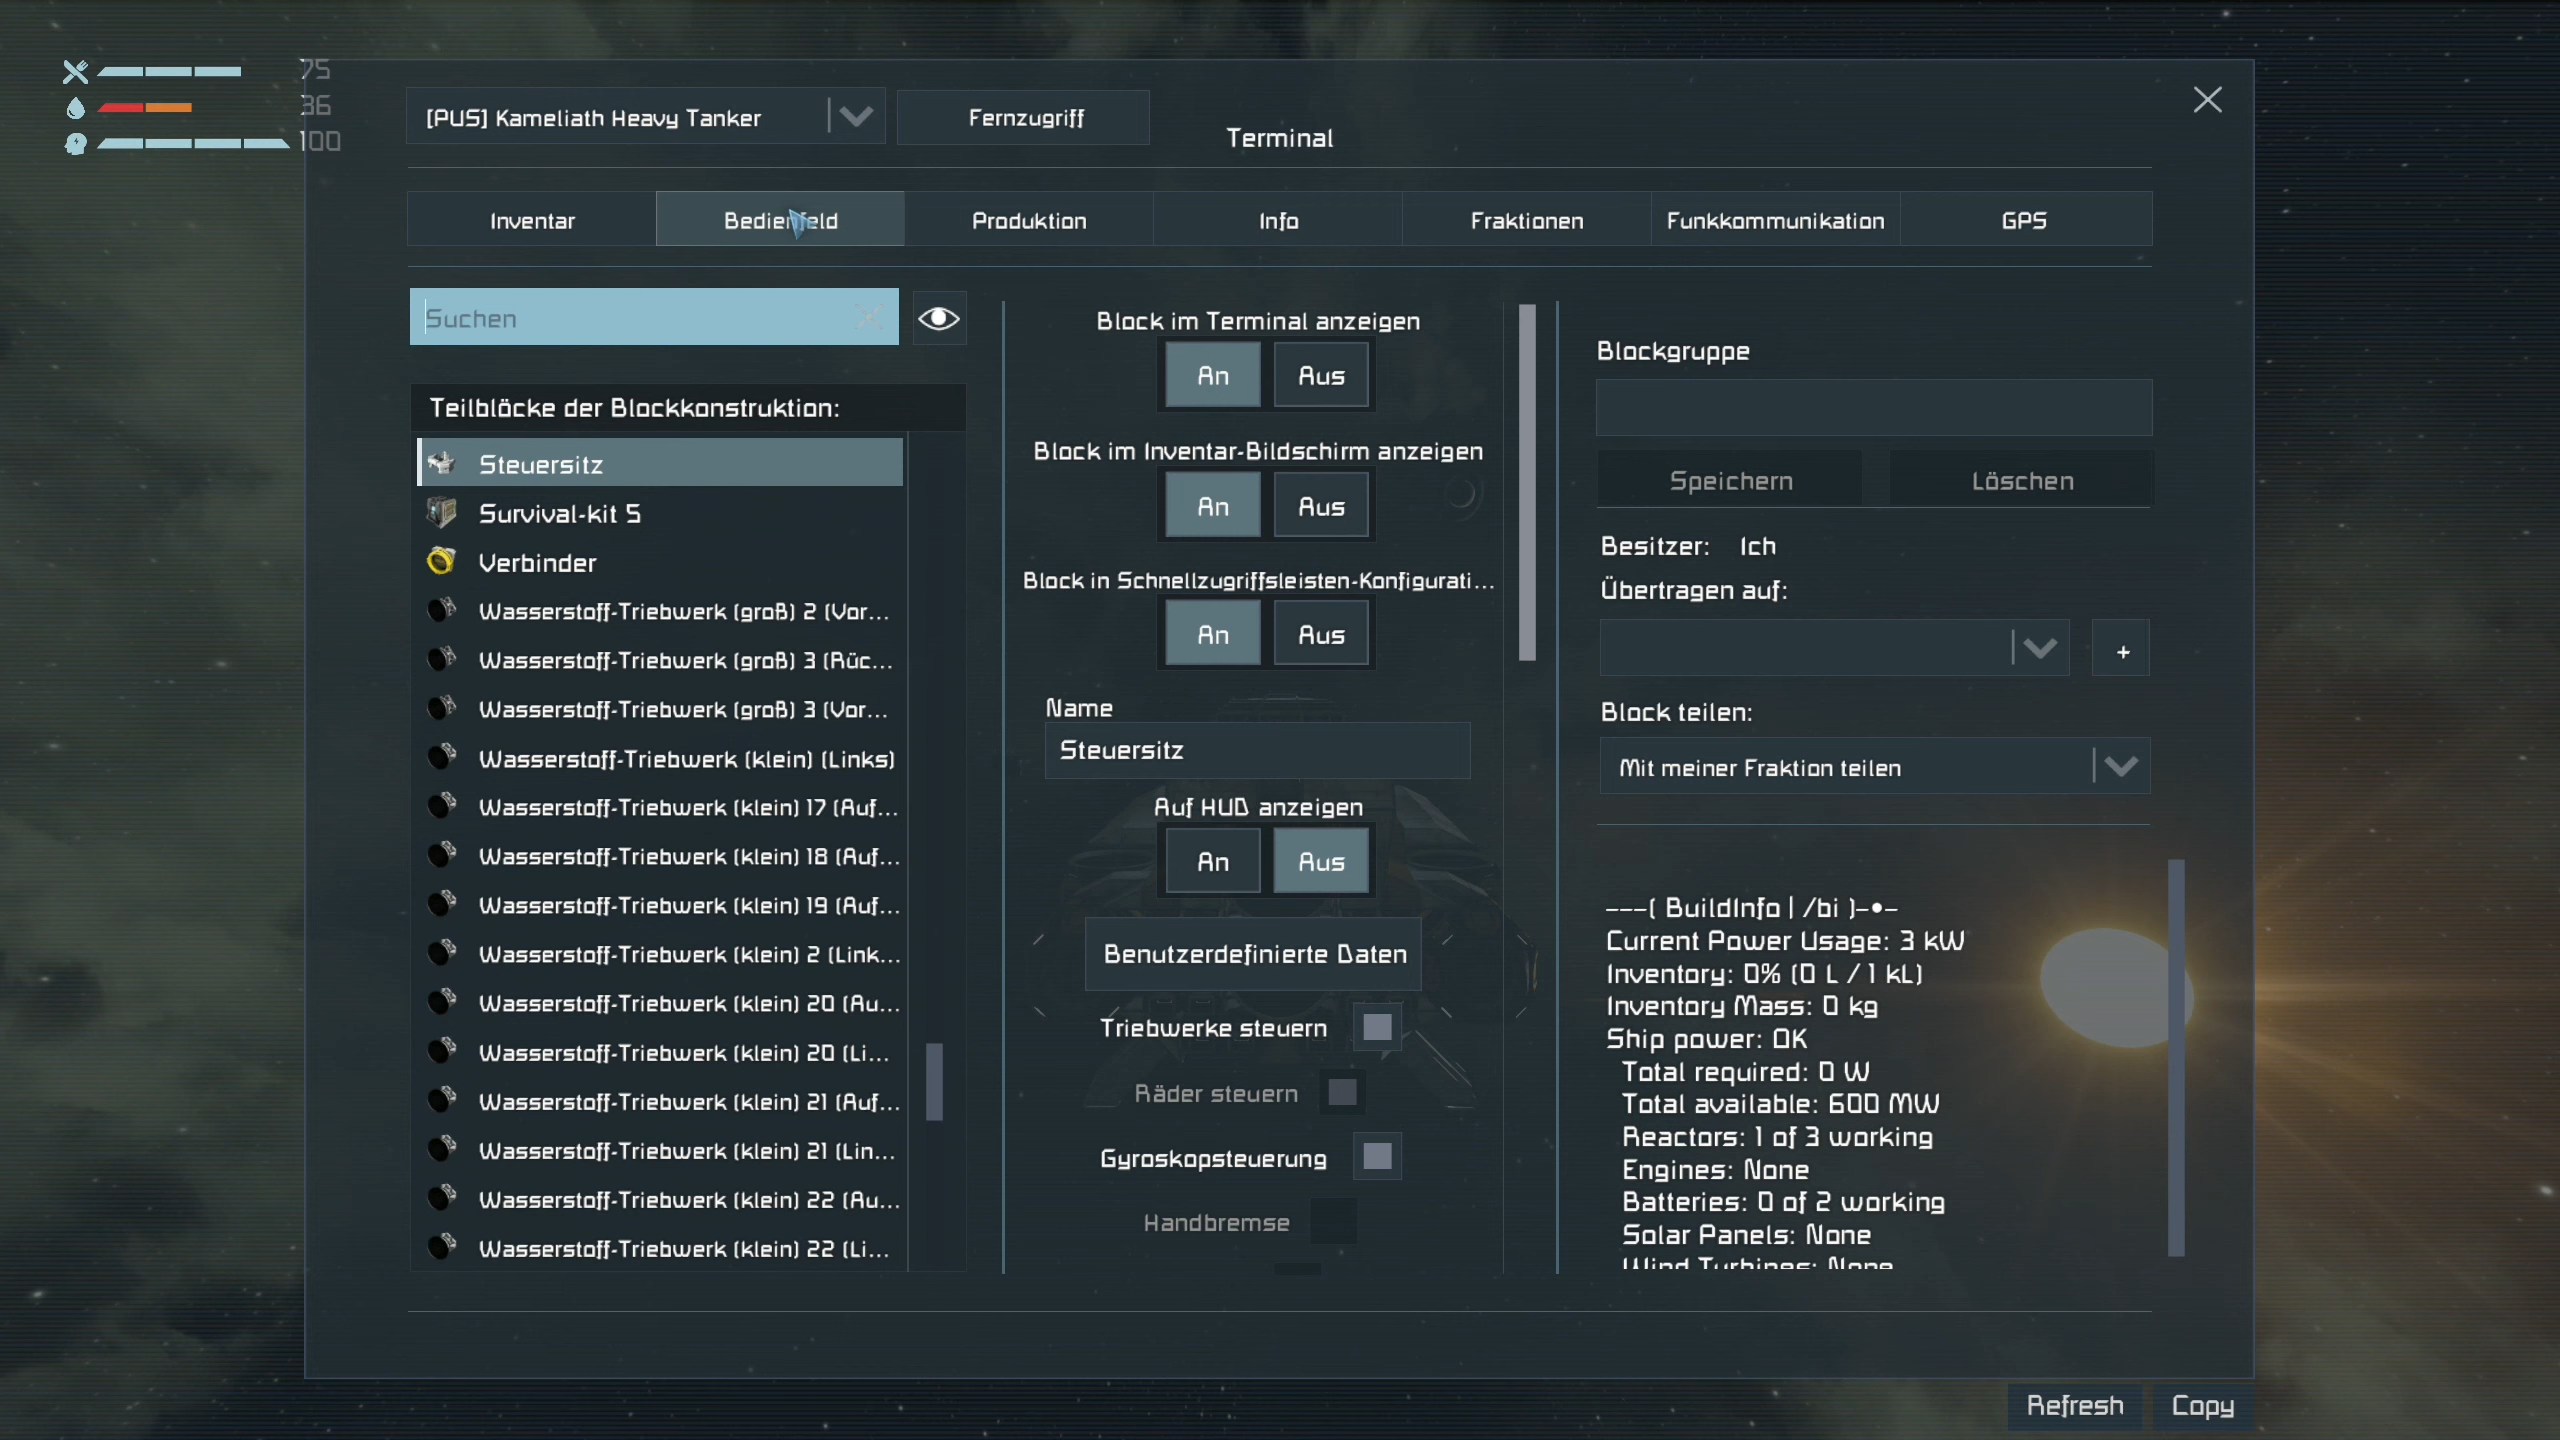 75
36
100
[PUS] Kameliath Heavy Tanker
Fernzugriff
Terminal
Inventar
Bedienfeld
Produktion
Info
Fraktionen
Funkkommunikation
GPS
Suchen
Teilblöcke der Blockkonstruktion:
Steuersitz
Survival-kit 5
Verbinder
Wasserstoff-Triebwerk (groß) 2 (Vor...
Wasserstoff-Triebwerk (groß) 3 (Rüc...
Wasserstoff-Triebwerk (groß) 3 (Vor...
Wasserstoff-Triebwerk (klein) (Links)
Wasserstoff-Triebwerk (klein) 17 (Auf...
Wasserstoff-Triebwerk (klein) 18 (Auf...
Wasserstoff-Triebwerk (klein) 19 (Auf...
Wasserstoff-Triebwerk (klein) 2 (Link...
Wasserstoff-Triebwerk (klein) 20 (Au...
Wasserstoff-Triebwerk (klein) 20 (Li...
Wasserstoff-Triebwerk (klein) 21 (Auf...
Wasserstoff-Triebwerk (klein) 21 (Lin...
Wasserstoff-Triebwerk (klein) 22 (Au...
Wasserstoff-Triebwerk (klein) 22 (Li...
Block im Terminal anzeigen
An
Aus
Block im Inventar-Bildschirm anzeigen
An
Aus
Block in Schnellzugriffsleisten-Konfigurati...
An
Aus
Name
Steuersitz
Auf HUD anzeigen
An
Aus
Benutzerdefinierte Daten
Triebwerke steuern
Räder steuern
Gyroskopsteuerung
Handbremse
Blockgruppe
Speichern
Löschen
Besitzer: Ich
Übertragen auf:
+
Block teilen:
Mit meiner Fraktion teilen
---( BuildInfo | /bi )-•-
Current Power Usage: 3 kW
Inventory: 0% (0 L / 1 kL)
Inventory Mass: 0 kg
Ship power: OK
Total required: 0 W
Total available: 600 MW
Reactors: 1 of 3 working
Engines: None
Batteries: 0 of 2 working
Solar Panels: None
Wind Turbines: None
Refresh
Copy